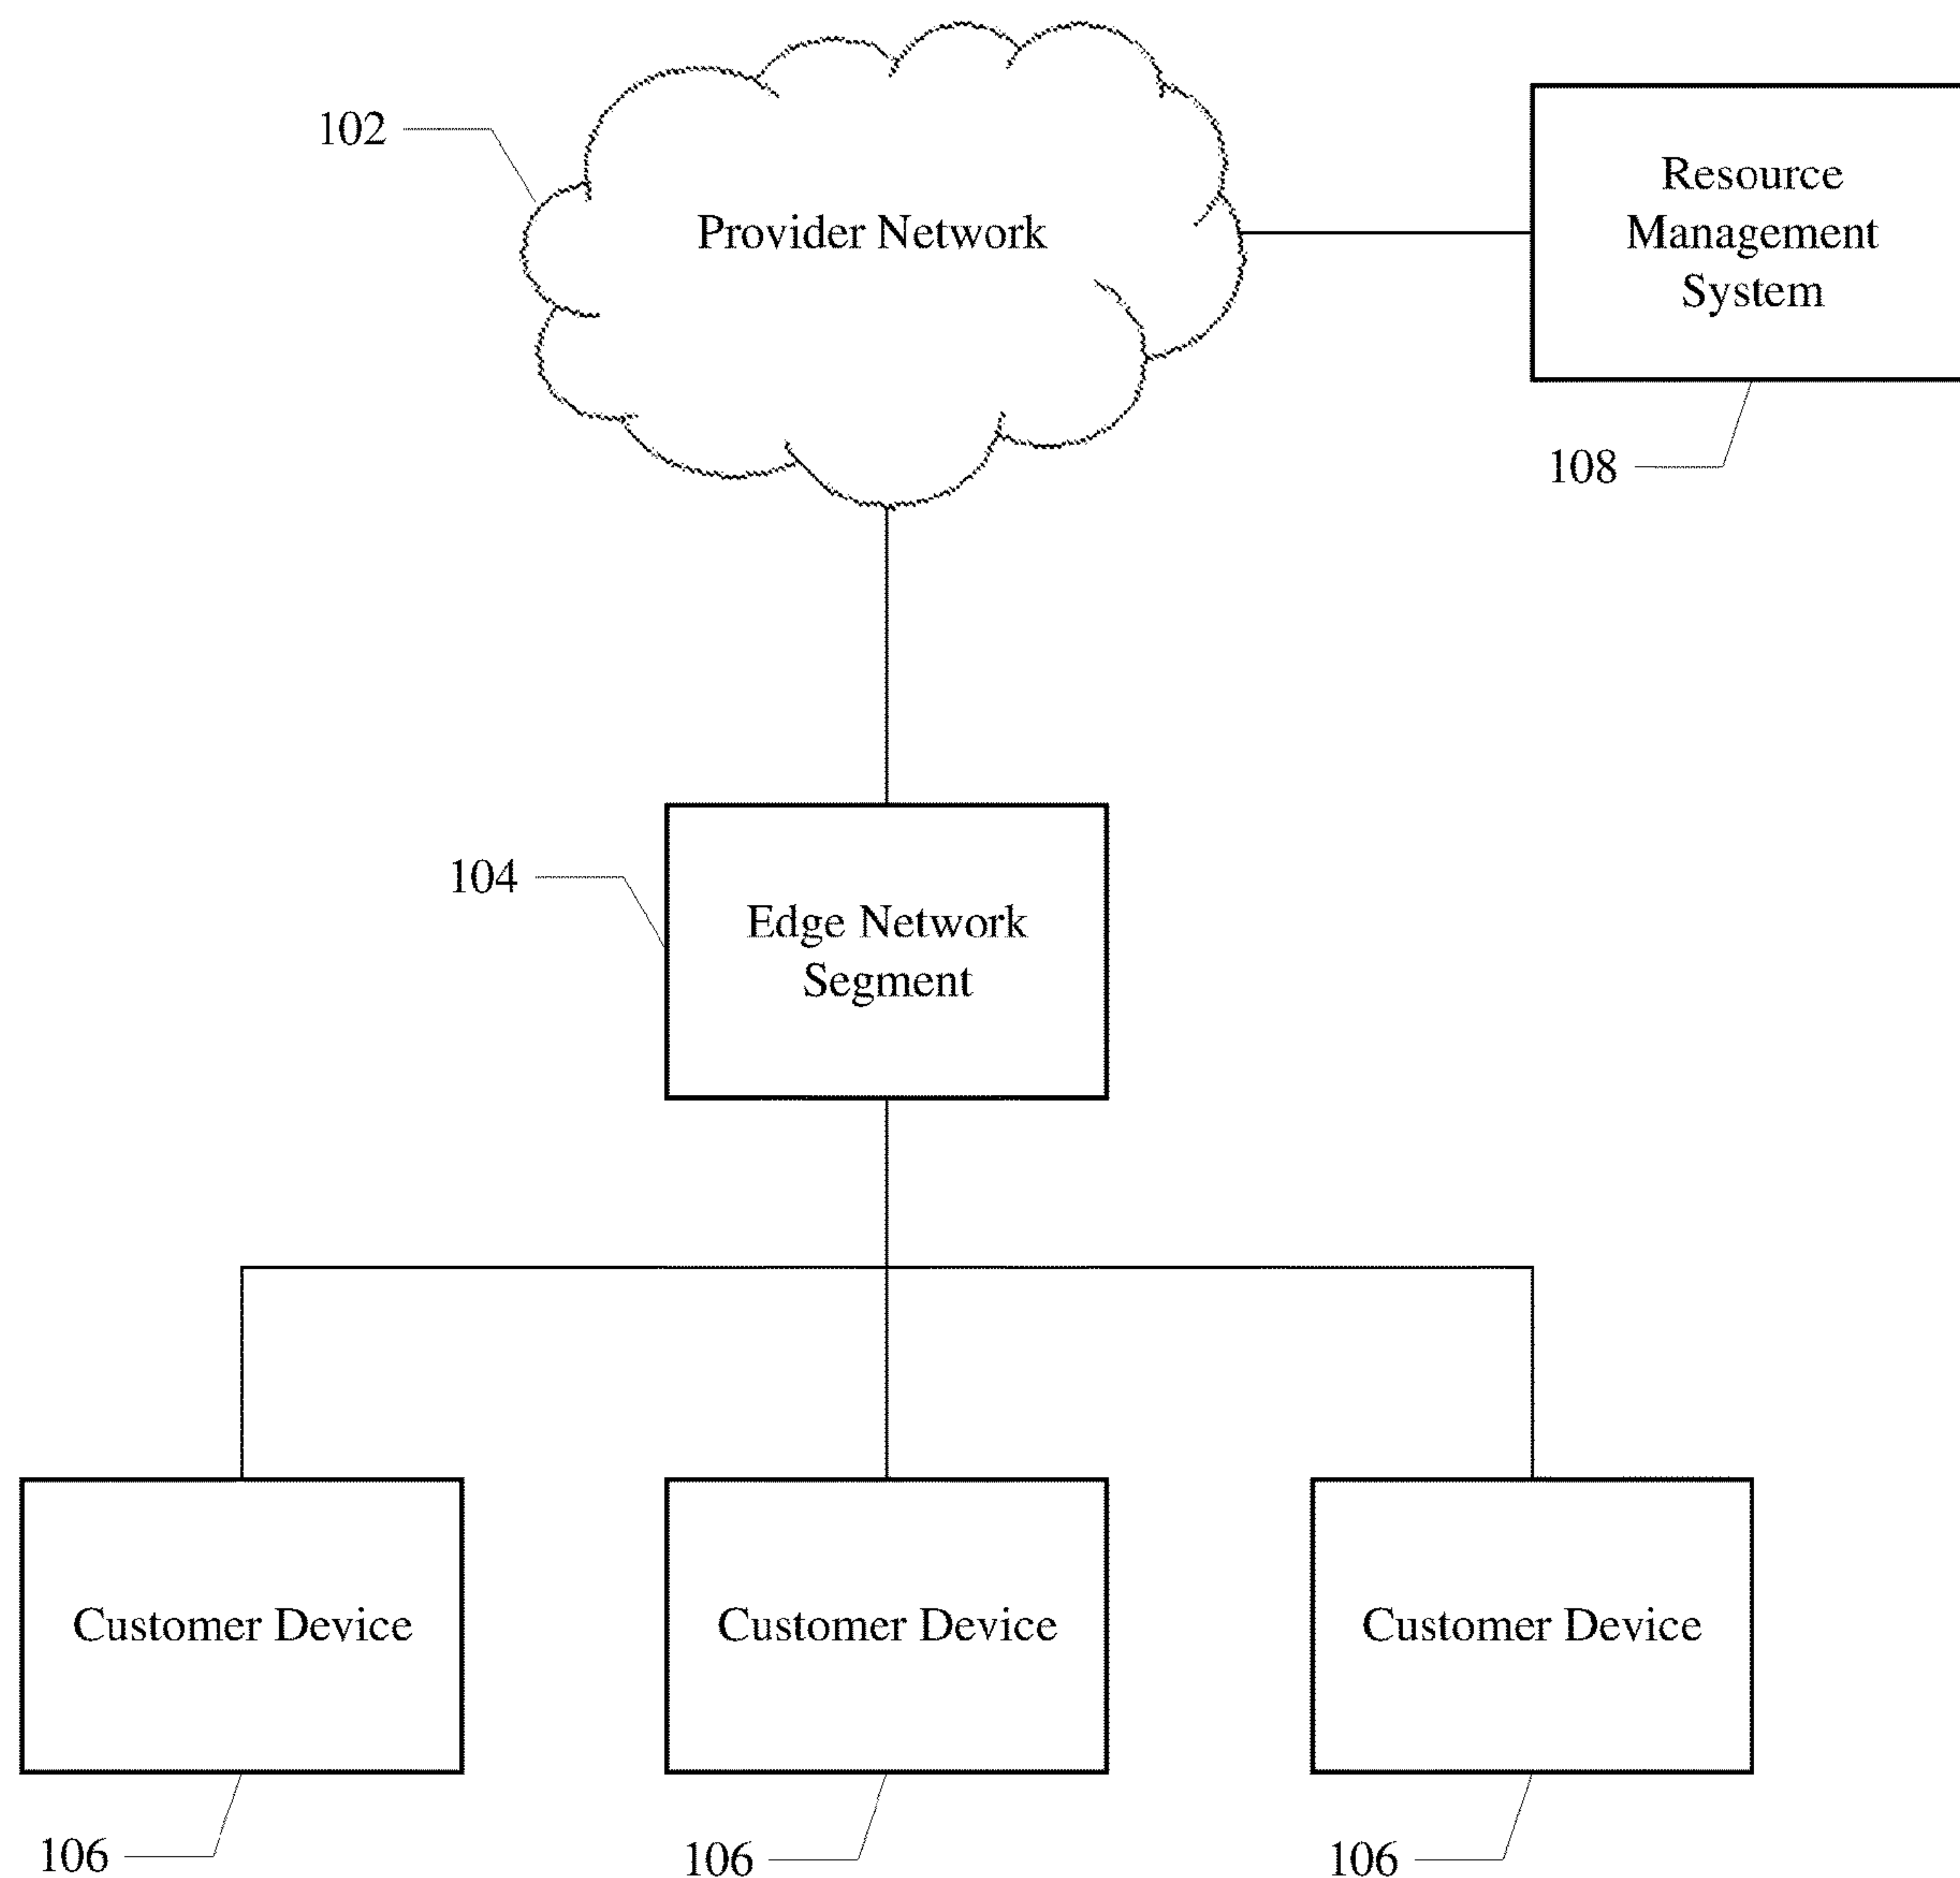 102
Provider Network
Resource
Management
System
108
104
Edge Network
Segment
Customer Device
Customer Device
Customer Device
106
106
106